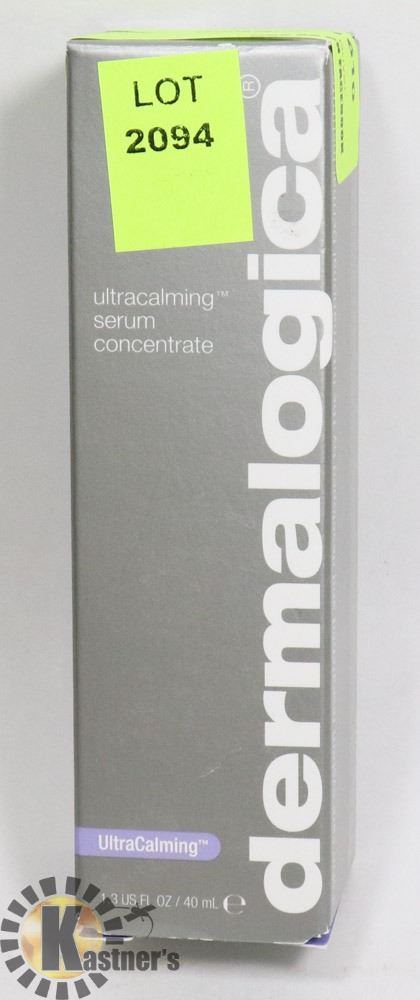 LOT
2094
dermalogica®
ultracalming™
serum
concentrate
UltraCalming™
1.3 US FL OZ / 40 mL ℮
Kastner's